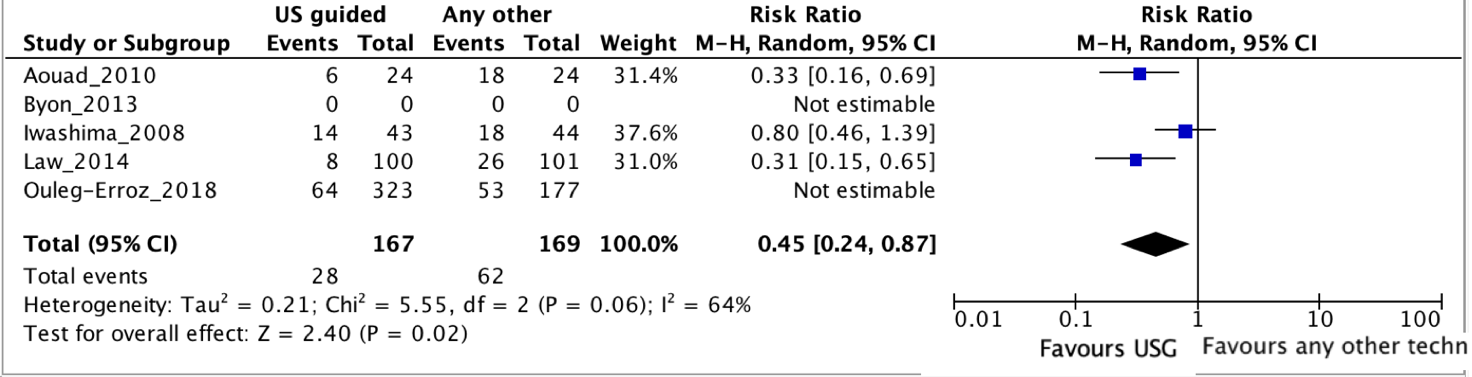 US guided Any other Risk Ratio Risk Ratio
Study or Subgroup Events Total Events Total Weight M-H, Random, 95% CI M-H, Random, 95% CI
Aouad_2010 6 24 18 24 31.4% 0.33 [0.16, 0.69]
Byon_2013 0 0 0 0 Not estimable
Iwashima_2008 14 43 18 44 37.6% 0.80 [0.46, 1.39]
Law_2014 8 100 26 101 31.0% 0.31 [0.15, 0.65]
Ouleg-Erroz_2018 64 323 53 177 Not estimable
Total (95% CI) 167 169 100.0% 0.45 [0.24, 0.87]
Total events 28 62
Heterogeneity: Tau² = 0.21; Chi² = 5.55, df = 2 (P = 0.06); I² = 64%
Test for overall effect: Z = 2.40 (P = 0.02)
0.01 0.1 1 10 100
Favours USG Favours any other techn